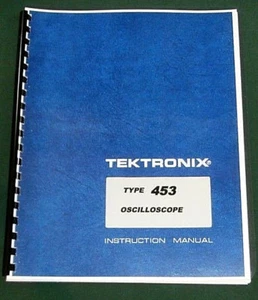 TEKTRONIX®
TYPE 453
OSCILLOSCOPE
INSTRUCTION MANUAL